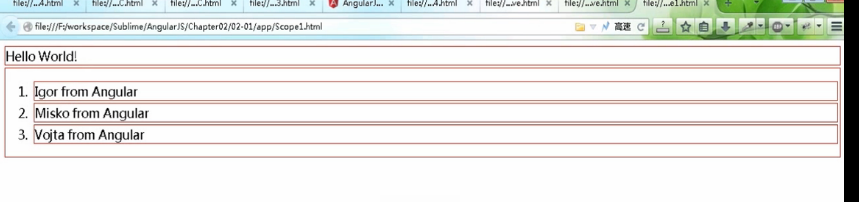 file://...4.html × file://...C.html × file://...C.html × file://...3.html × AngularJ... × file://...4.html × file://...ve.html × file://...ve.html × file://...e1.html × +
file:///F:/workspace/Sublime/AngularJS/Chapter02/02-01/app/Scope1.html 高速
Hello World!
1. Igor from Angular
2. Misko from Angular
3. Vojta from Angular